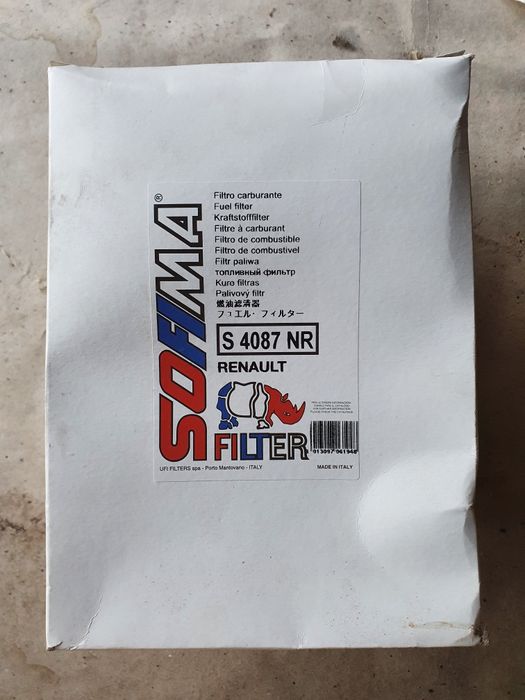 SOFIMA®
Filtro carburante
Fuel filter
Kraftstofffilter
Filtre à carburant
Filtro de combustible
Filtro de combustivel
Filtr paliwa
топливный фильтр
Kuro filtras
Palivový filtr
燃油滤清器
フュエル・フィルター
S 4087 NR
RENAULT
FILTER
UFI FILTERS spa - Porto Mantovano - ITALY
MADE IN ITALY